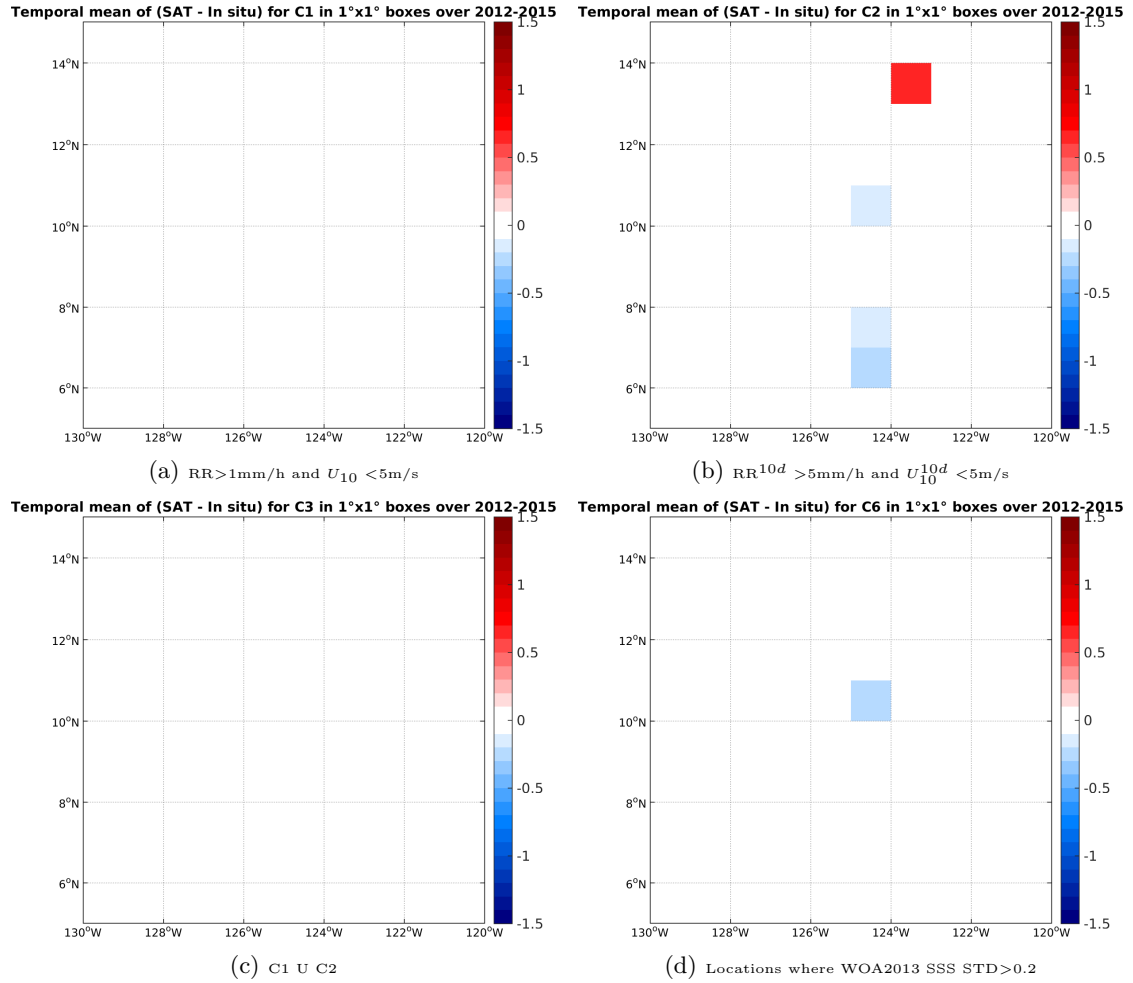 Temporal mean of (SAT - In situ) for C1 in 1°x1° boxes over 2012-2015
14°N
12°N
10°N
8°N
6°N
130°W 128°W 126°W 124°W 122°W 120°W
1.5
1
0.5
0
-0.5
-1
-1.5
(a) RR>1mm/h and U10 <5m/s
Temporal mean of (SAT - In situ) for C2 in 1°x1° boxes over 2012-2015
14°N
12°N
10°N
8°N
6°N
130°W 128°W 126°W 124°W 122°W 120°W
1.5
1
0.5
0
-0.5
-1
-1.5
(b) RR^10d >5mm/h and U10^10d <5m/s
Temporal mean of (SAT - In situ) for C3 in 1°x1° boxes over 2012-2015
14°N
12°N
10°N
8°N
6°N
130°W 128°W 126°W 124°W 122°W 120°W
1.5
1
0.5
0
-0.5
-1
-1.5
(c) C1 U C2
Temporal mean of (SAT - In situ) for C6 in 1°x1° boxes over 2012-2015
14°N
12°N
10°N
8°N
6°N
130°W 128°W 126°W 124°W 122°W 120°W
1.5
1
0.5
0
-0.5
-1
-1.5
(d) Locations where WOA2013 SSS STD>0.2